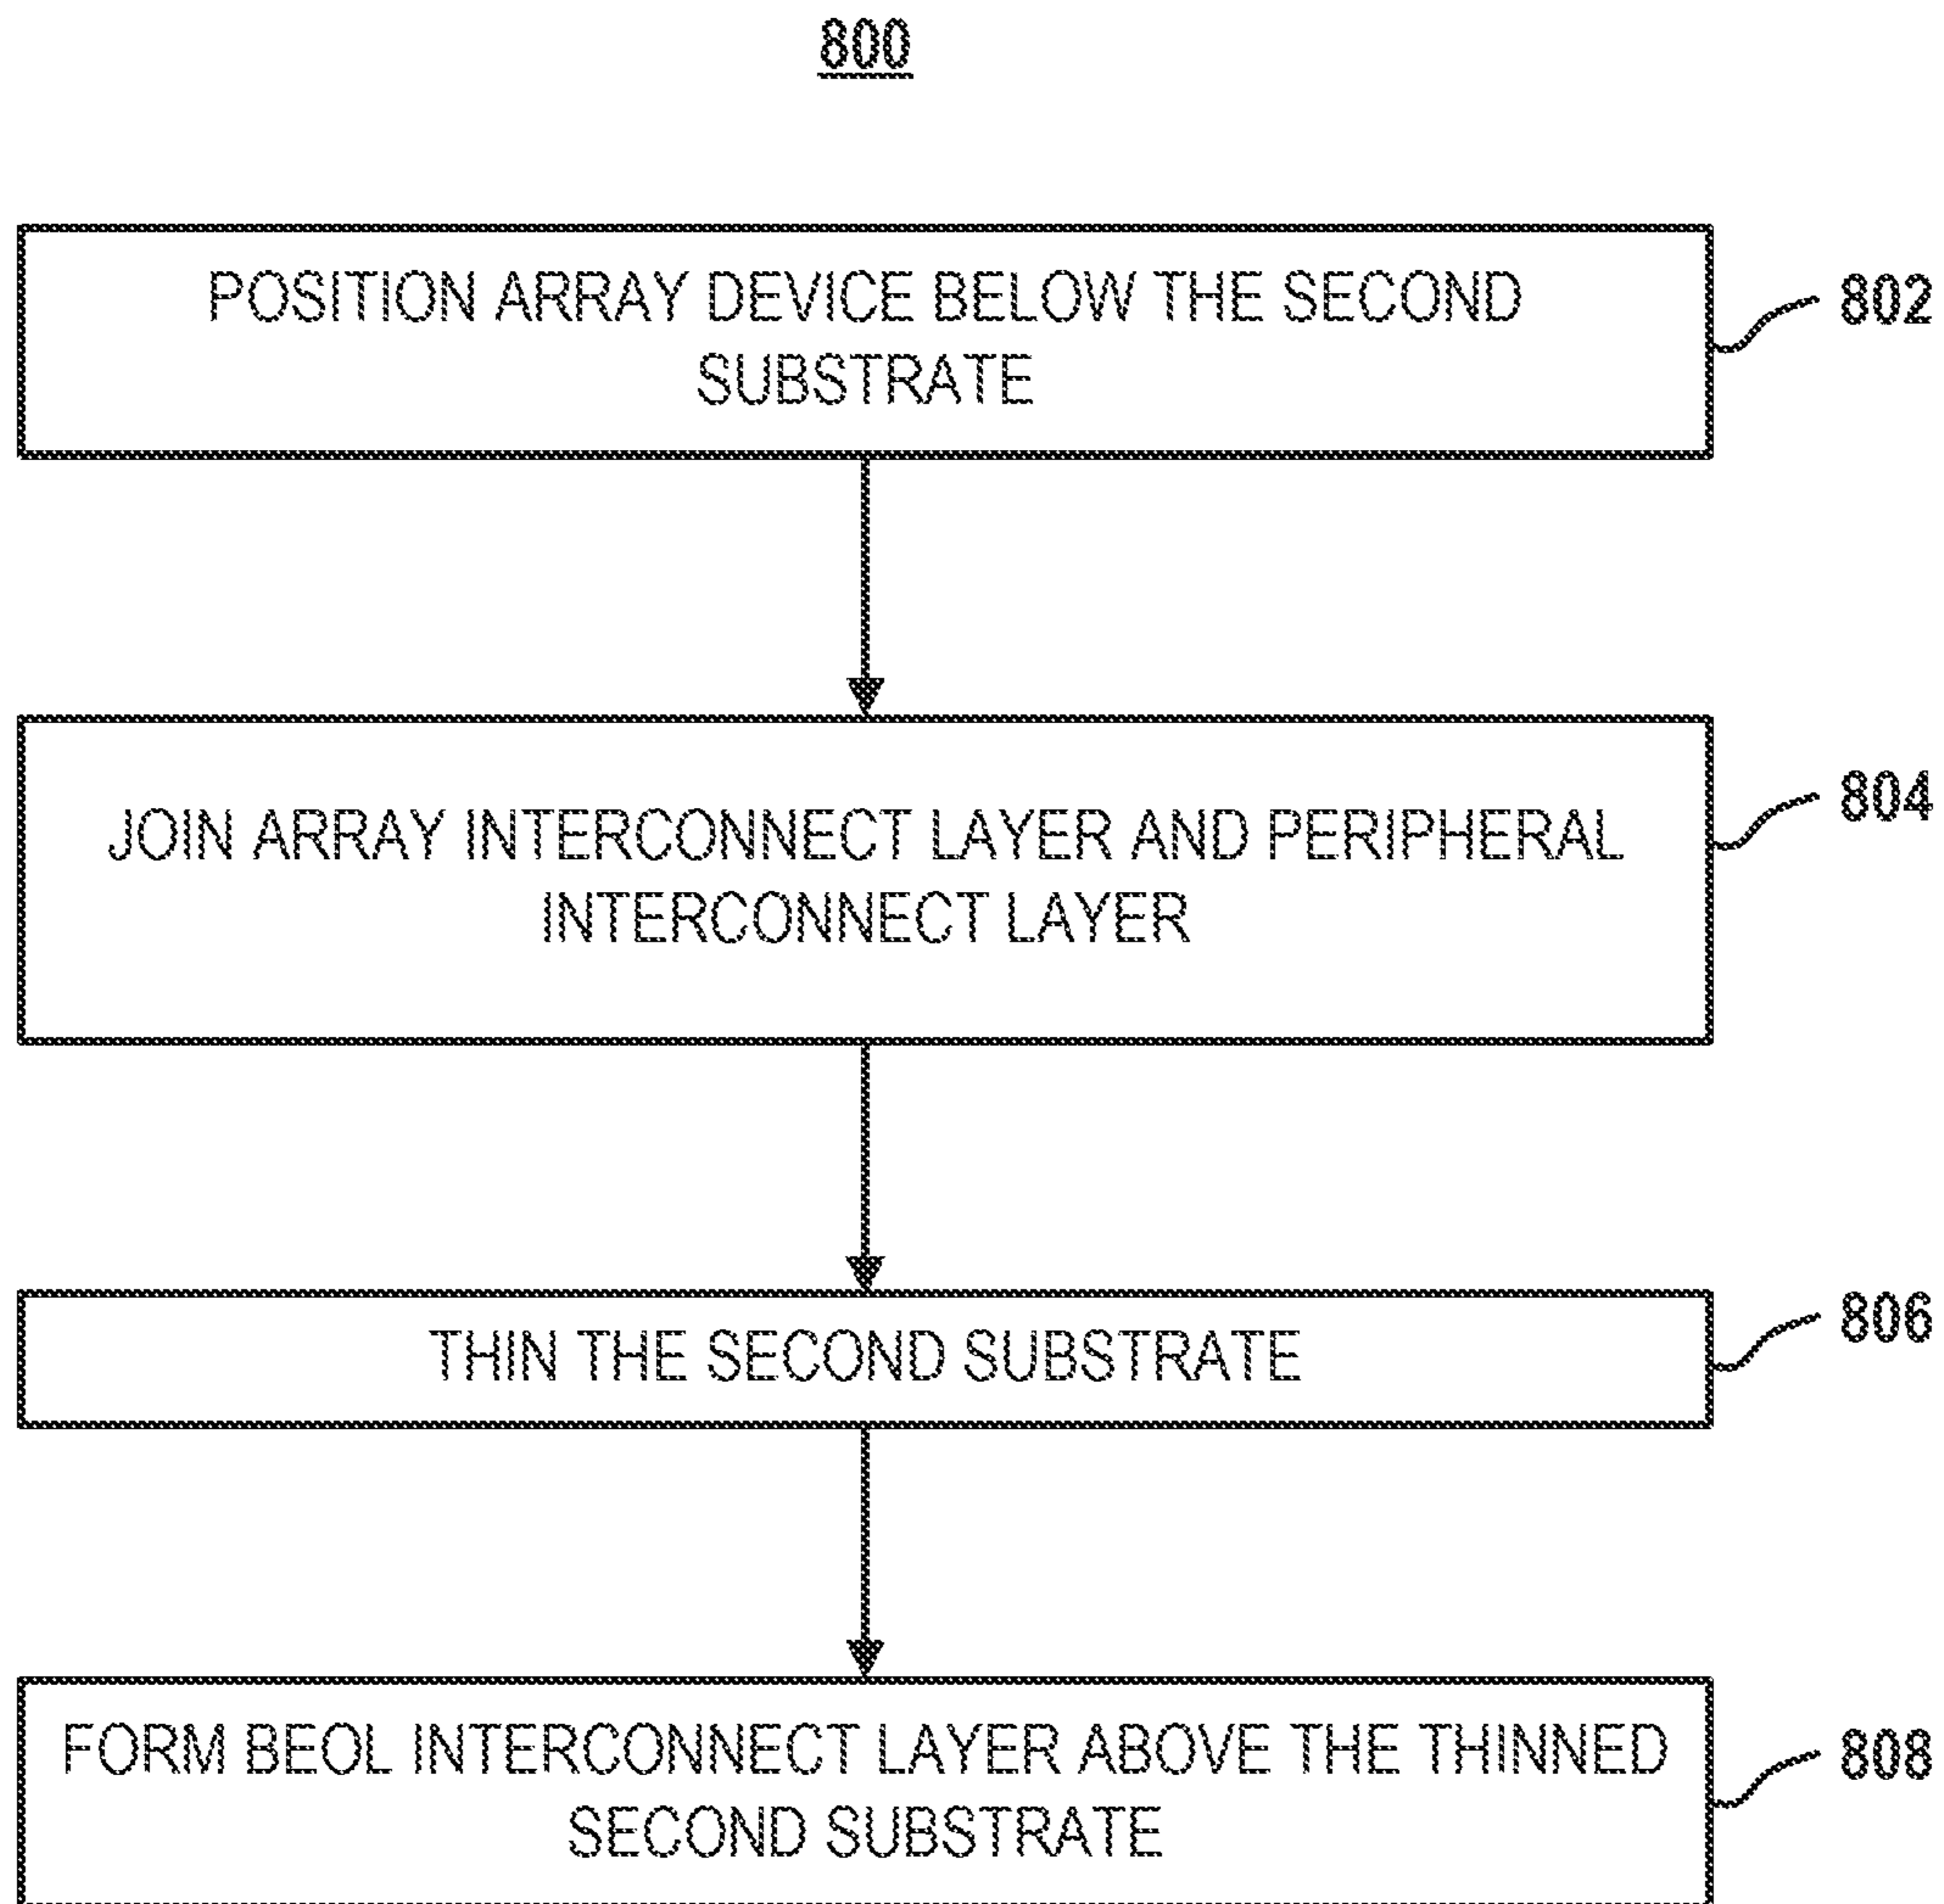 800
POSITION ARRAY DEVICE BELOW THE SECOND
SUBSTRATE
802
JOIN ARRAY INTERCONNECT LAYER AND PERIPHERAL
INTERCONNECT LAYER
804
THIN THE SECOND SUBSTRATE
806
FORM BEOL INTERCONNECT LAYER ABOVE THE THINNED
SECOND SUBSTRATE
808